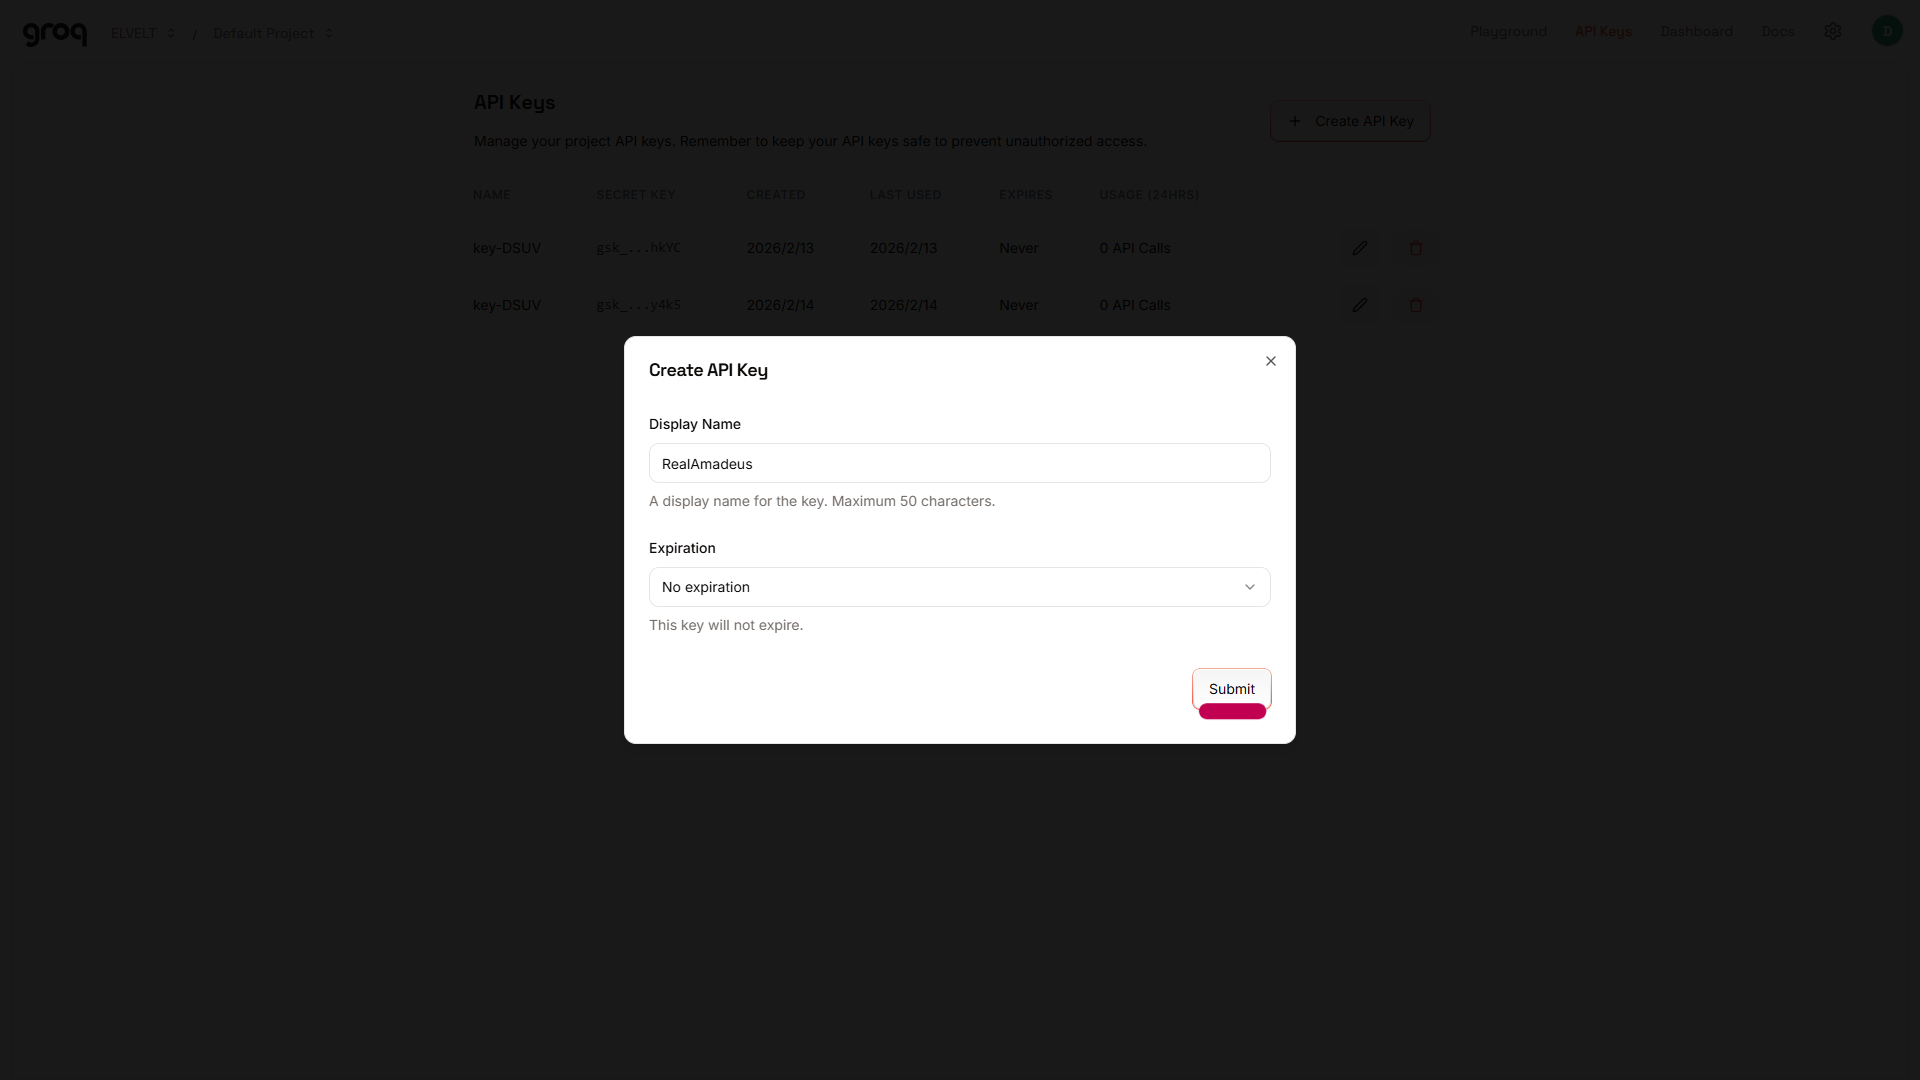 groq ELVELT / Default Project Playground API Keys Dashboard Docs D
API Keys
Create API Key
Manage your project API keys. Remember to keep your API keys safe to prevent unauthorized access.
NAME SECRET KEY CREATED LAST USED EXPIRES USAGE (24HRS)
key-DSUV gsk_...hkYC 2026/2/13 2026/2/13 Never 0 API Calls
key-DSUV gsk_...y4k5 2026/2/14 2026/2/14 Never 0 API Calls
Create API Key
Display Name
RealAmadeus
A display name for the key. Maximum 50 characters.
Expiration
No expiration
This key will not expire.
Submit